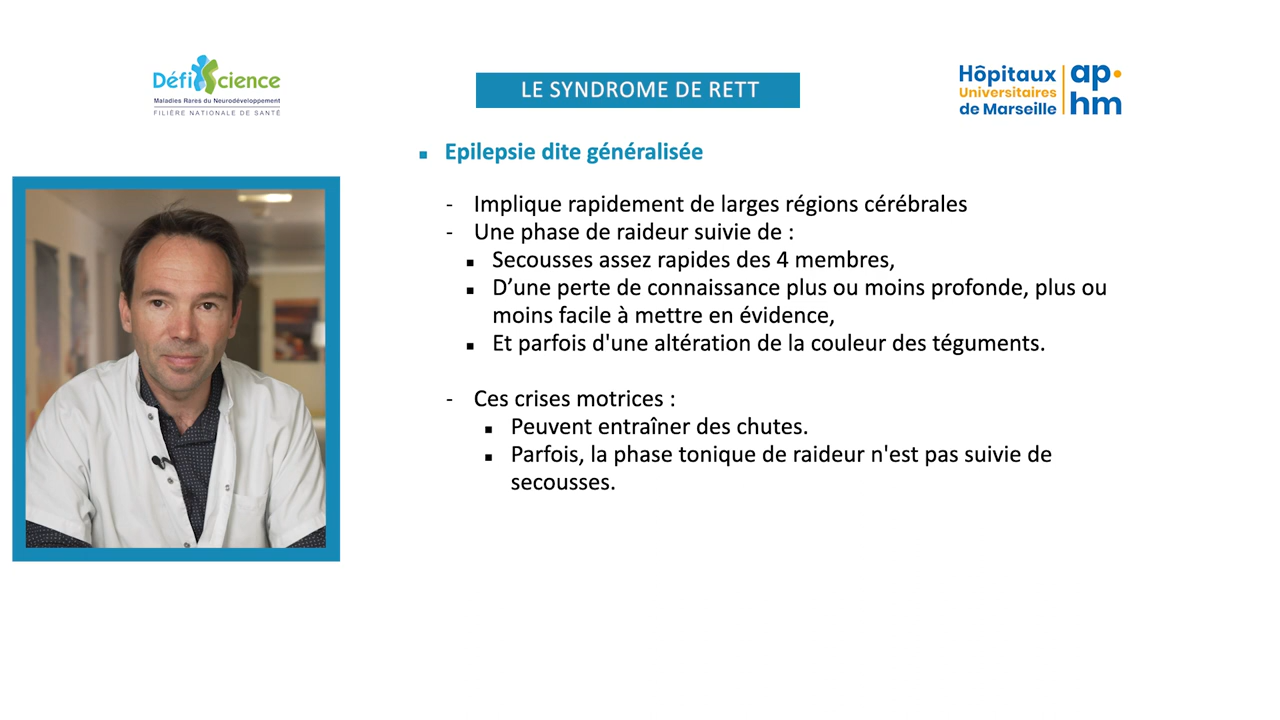 DéfiScience
Maladies Rares du Neurodéveloppement
FILIÈRE NATIONALE DE SANTÉ
LE SYNDROME DE RETT
Hôpitaux
Universitaires
de Marseille
ap.
hm
▪ Epilepsie dite généralisée
- Implique rapidement de larges régions cérébrales
- Une phase de raideur suivie de :
▪ Secousses assez rapides des 4 membres,
▪ D’une perte de connaissance plus ou moins profonde, plus ou
moins facile à mettre en évidence,
▪ Et parfois d'une altération de la couleur des téguments.
- Ces crises motrices :
▪ Peuvent entraîner des chutes.
▪ Parfois, la phase tonique de raideur n'est pas suivie de
secousses.